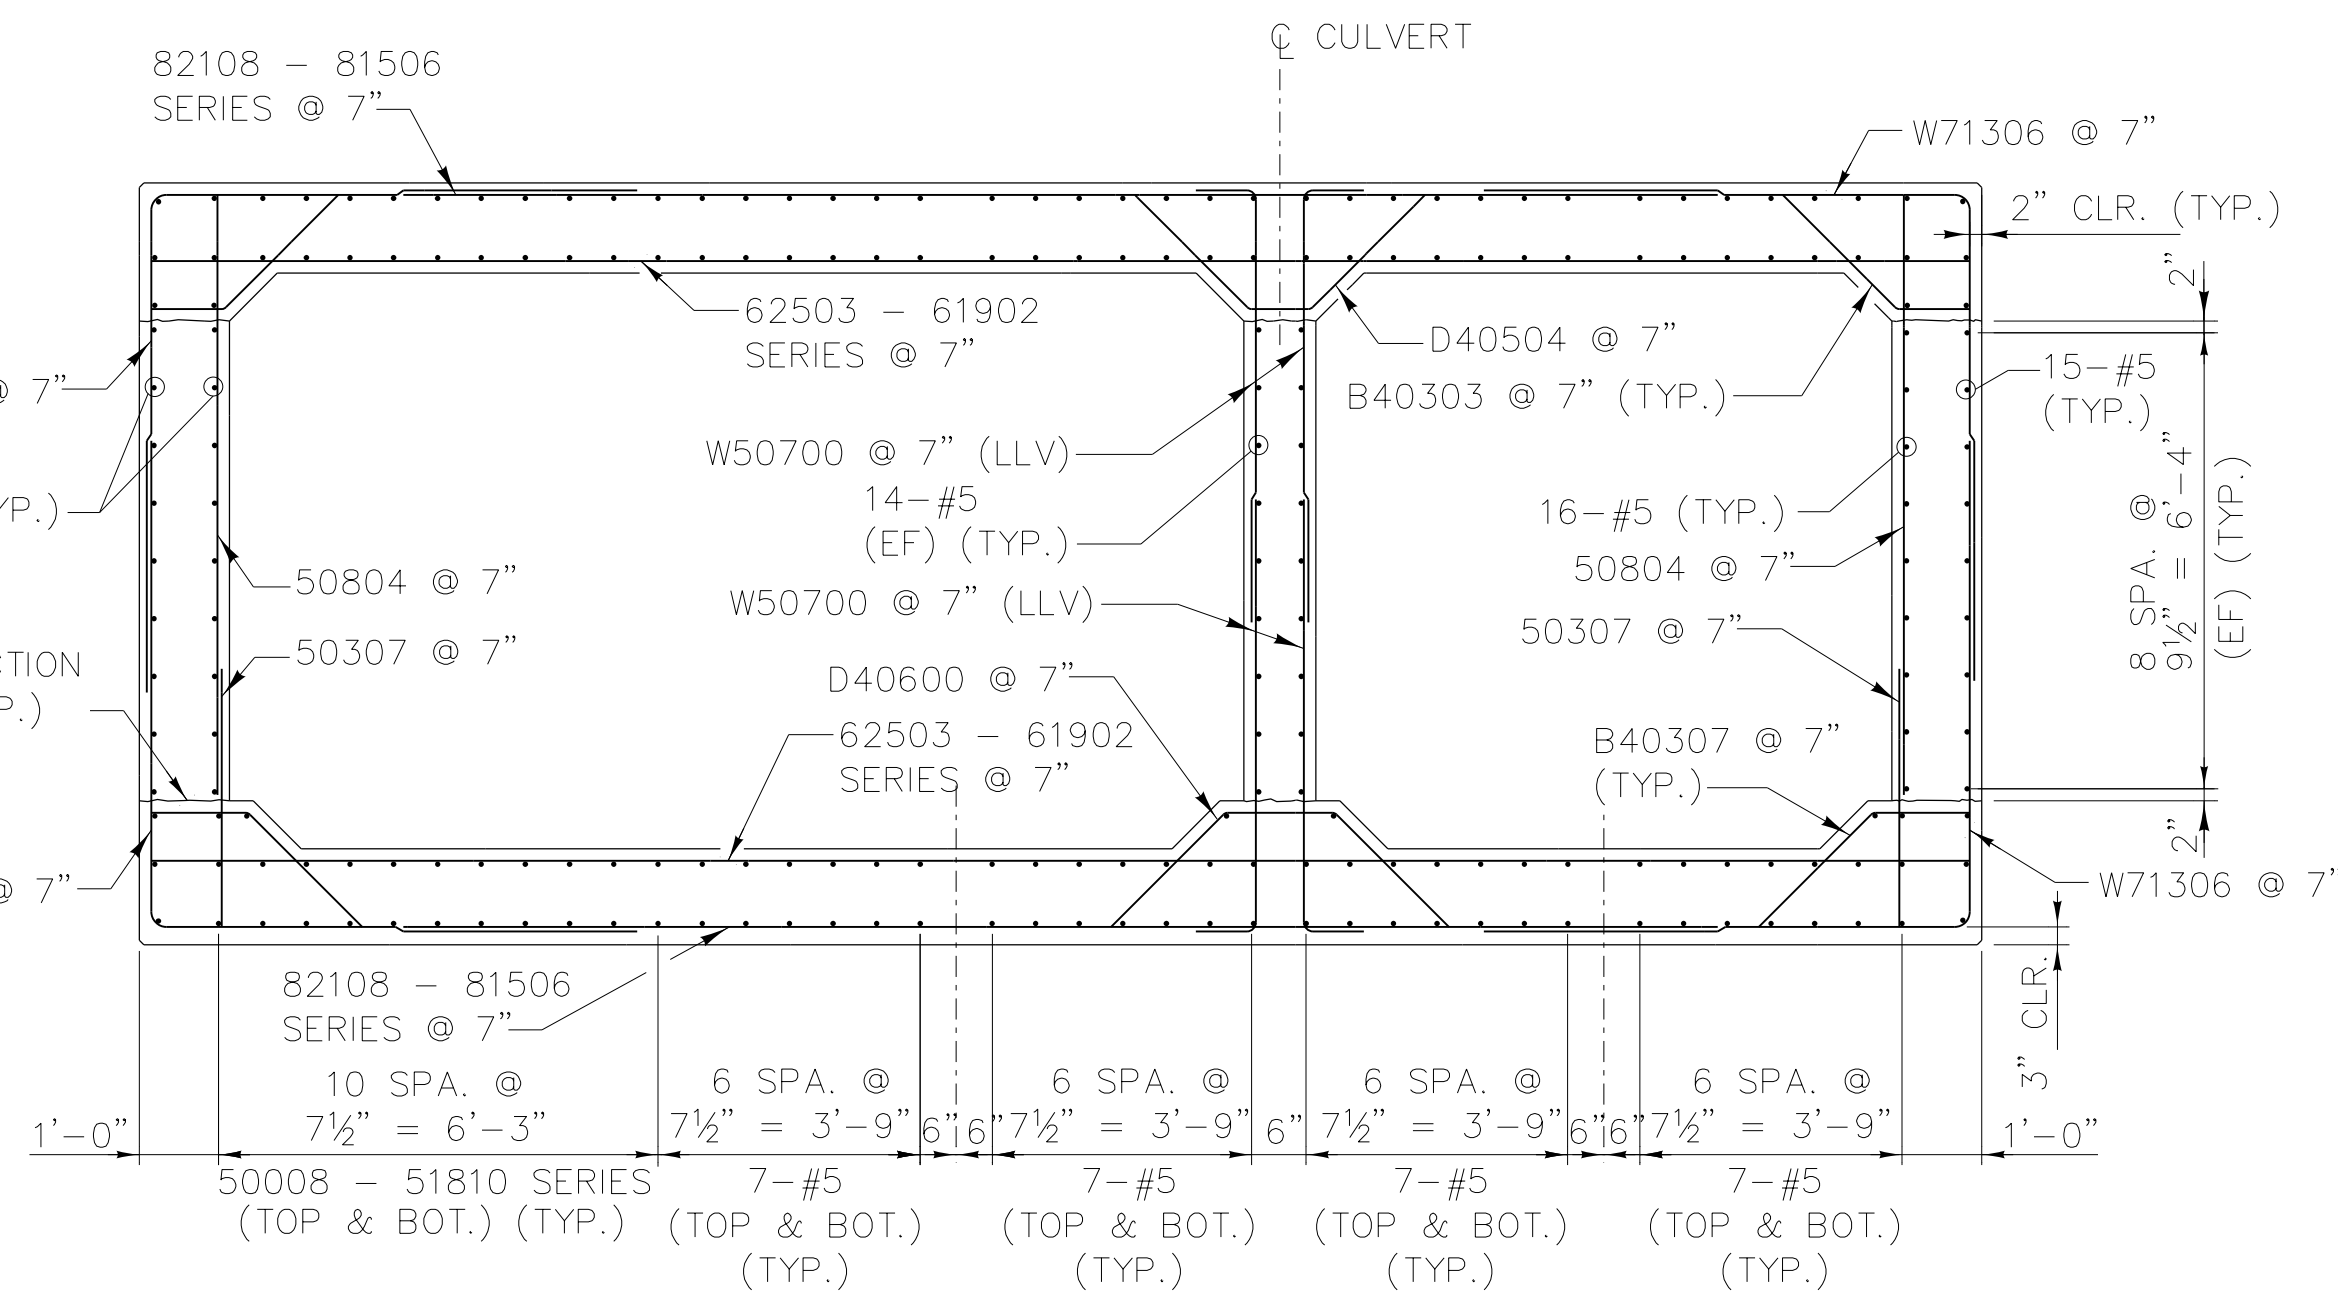 ℄ CULVERT
82108 - 81506
SERIES @ 7"
W71306 @ 7"
2" CLR. (TYP.)
2"
62503 - 61902
SERIES @ 7"
D40504 @ 7"
B40303 @ 7" (TYP.)
15-#5
(TYP.)
@ 7"
W50700 @ 7" (LLV)
14-#5
(EF) (TYP.)
16-#5 (TYP.)
8 SPA. @
9½" = 6'-4"
(EF) (TYP.)
YP.)
50804 @ 7"
50804 @ 7"
W50700 @ 7" (LLV)
50307 @ 7"
50307 @ 7"
CTION
P.)
D40600 @ 7"
62503 - 61902
SERIES @ 7"
B40307 @ 7"
(TYP.)
2"
@ 7"
W71306 @ 7"
82108 - 81506
SERIES @ 7"
3" CLR.
1'-0"
10 SPA. @
7½" = 6'-3"
6 SPA. @
7½" = 3'-9"
6"
6"
6 SPA. @
7½" = 3'-9"
6"
6 SPA. @
7½" = 3'-9"
6"
6"
6 SPA. @
7½" = 3'-9"
1'-0"
50008 - 51810 SERIES
(TOP & BOT.) (TYP.)
7-#5
(TOP & BOT.)
(TYP.)
7-#5
(TOP & BOT.)
(TYP.)
7-#5
(TOP & BOT.)
(TYP.)
7-#5
(TOP & BOT.)
(TYP.)